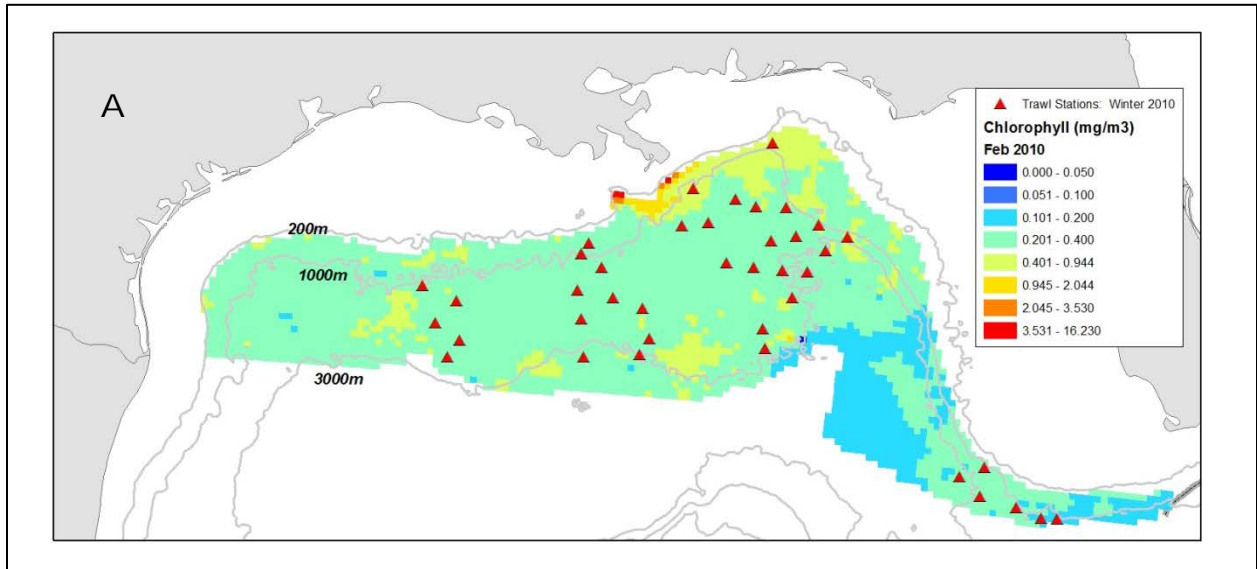 A
Trawl Stations: Winter 2010
Chlorophyll (mg/m3)
Feb 2010
0.000 - 0.050
0.051 - 0.100
0.101 - 0.200
0.201 - 0.400
0.401 - 0.944
0.945 - 2.044
2.045 - 3.530
3.531 - 16.230
200m
1000m
3000m